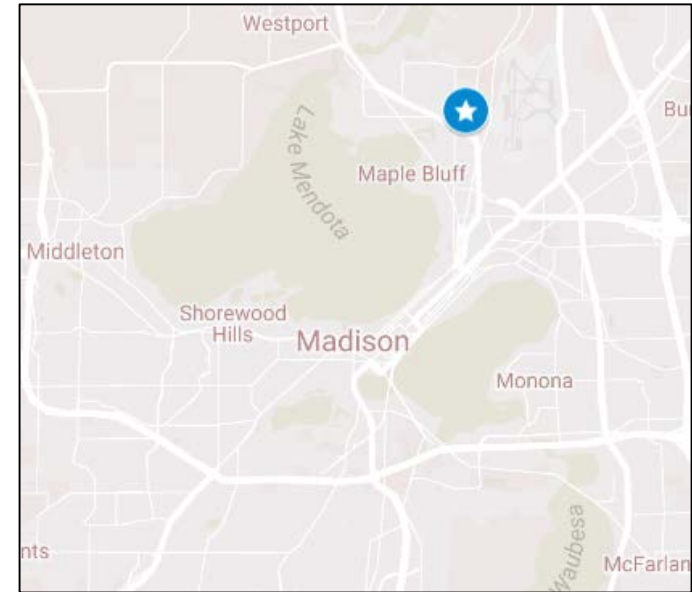 Westport
Lake Mendota
Bu
Maple Bluff
Middleton
Shorewood
Hills
Madison
Monona
nts
Waubesa
McFarlan